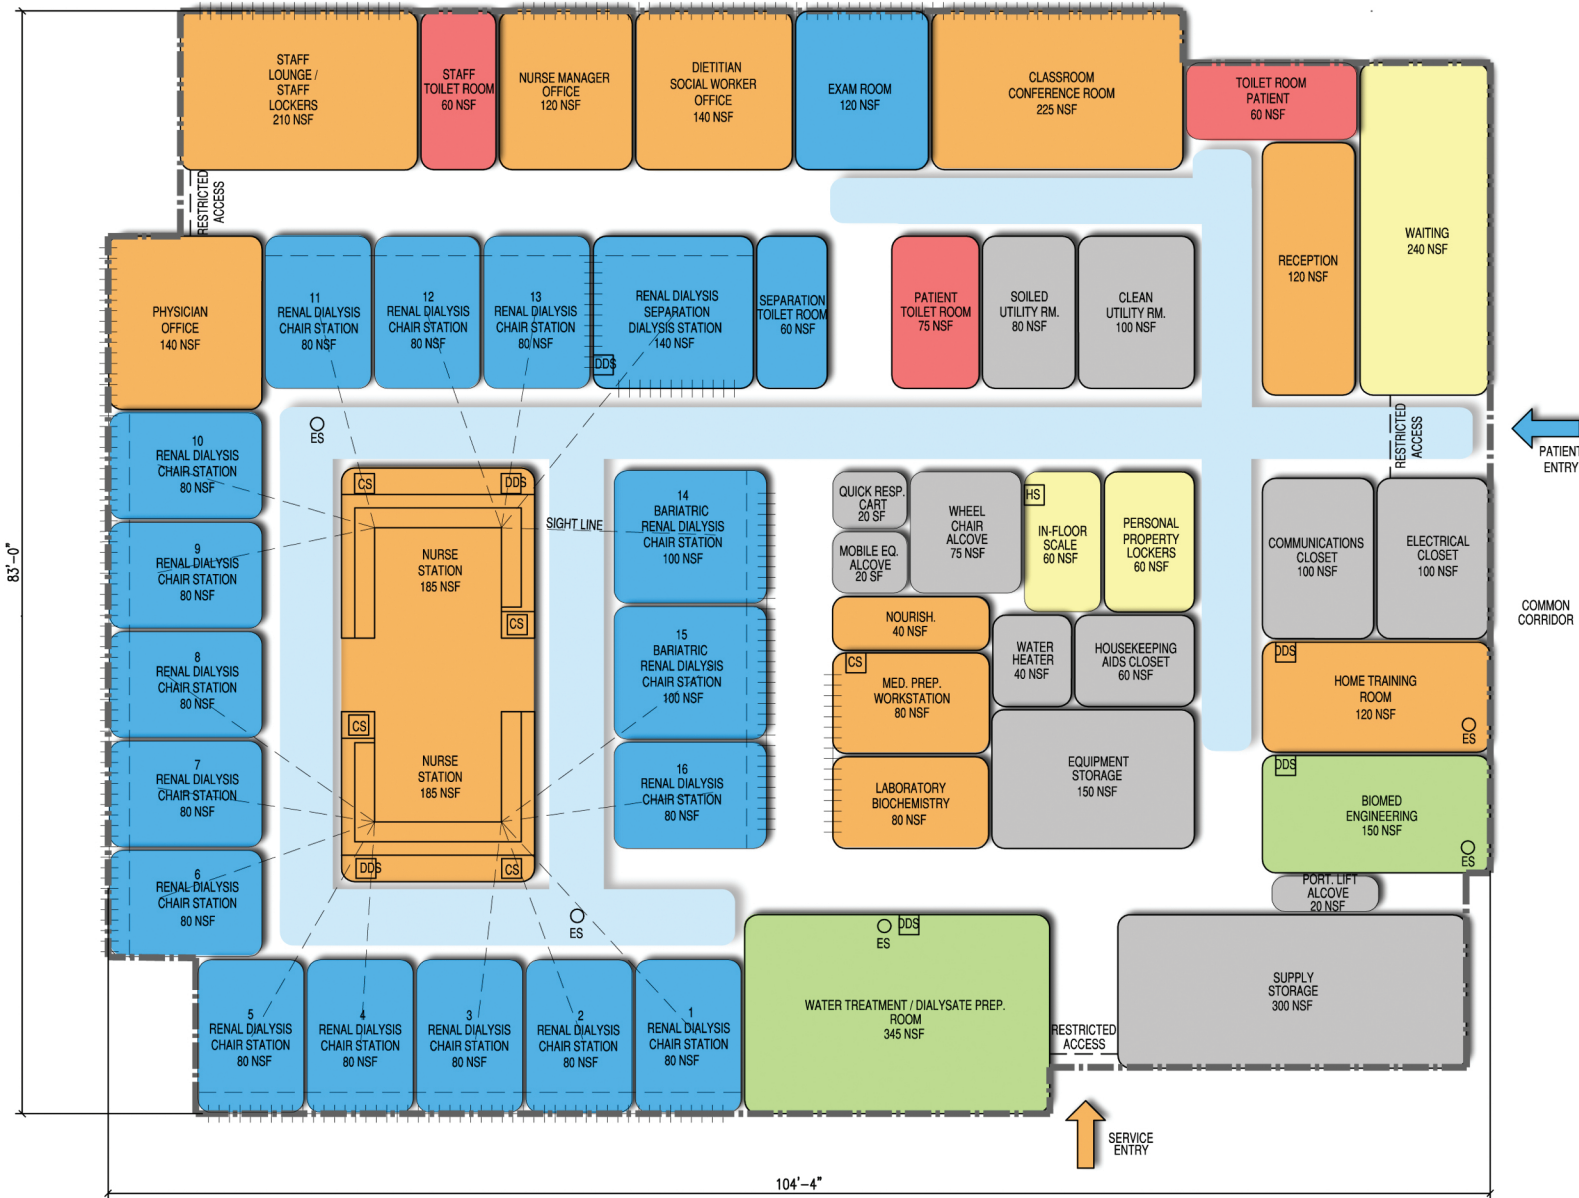 STAFF
LOUNGE /
STAFF
LOCKERS
210 NSF
STAFF
TOILET ROOM
60 NSF
NURSE MANAGER
OFFICE
120 NSF
DIETITIAN
SOCIAL WORKER
OFFICE
140 NSF
EXAM ROOM
120 NSF
CLASSROOM
CONFERENCE ROOM
225 NSF
TOILET ROOM
PATIENT
60 NSF
WAITING
240 NSF
RECEPTION
120 NSF
RESTRICTED
ACCESS
PHYSICIAN
OFFICE
140 NSF
11
RENAL DIALYSIS
CHAIR STATION
80 NSF
12
RENAL DIALYSIS
CHAIR STATION
80 NSF
13
RENAL DIALYSIS
CHAIR STATION
80 NSF
RENAL DIALYSIS
SEPARATION
DIALYSIS STATION
140 NSF
DDS
SEPARATION
TOILET ROOM
60 NSF
PATIENT
TOILET ROOM
75 NSF
SOILED
UTILITY RM.
80 NSF
CLEAN
UTILITY RM.
100 NSF
RESTRICTED
ACCESS
PATIENT
ENTRY
ES
10
RENAL DIALYSIS
CHAIR STATION
80 NSF
9
RENAL DIALYSIS
CHAIR STATION
80 NSF
8
RENAL DIALYSIS
CHAIR STATION
80 NSF
7
RENAL DIALYSIS
CHAIR STATION
80 NSF
6
RENAL DIALYSIS
CHAIR STATION
80 NSF
CS
DDS
SIGHT LINE
NURSE
STATION
185 NSF
CS
CS
NURSE
STATION
185 NSF
DDS
CS
14
BARIATRIC
RENAL DIALYSIS
CHAIR STATION
100 NSF
15
BARIATRIC
RENAL DIALYSIS
CHAIR STATION
100 NSF
16
RENAL DIALYSIS
CHAIR STATION
80 NSF
QUICK RESP.
CART
20 SF
MOBILE EQ.
ALCOVE
20 SF
WHEEL
CHAIR
ALCOVE
75 NSF
HS
IN-FLOOR
SCALE
60 NSF
PERSONAL
PROPERTY
LOCKERS
60 NSF
COMMUNICATIONS
CLOSET
100 NSF
ELECTRICAL
CLOSET
100 NSF
COMMON
CORRIDOR
NOURISH.
40 NSF
CS
MED. PREP.
WORKSTATION
80 NSF
WATER
HEATER
40 NSF
HOUSEKEEPING
AIDS CLOSET
60 NSF
LABORATORY
BIOCHEMISTRY
80 NSF
EQUIPMENT
STORAGE
150 NSF
DDS
HOME TRAINING
ROOM
120 NSF
ES
DDS
BIOMED
ENGINEERING
150 NSF
ES
PORT. LIFT
ALCOVE
20 NSF
ES
5
RENAL DIALYSIS
CHAIR STATION
80 NSF
4
RENAL DIALYSIS
CHAIR STATION
80 NSF
3
RENAL DIALYSIS
CHAIR STATION
80 NSF
2
RENAL DIALYSIS
CHAIR STATION
80 NSF
1
RENAL DIALYSIS
CHAIR STATION
80 NSF
ES
DDS
WATER TREATMENT / DIALYSATE PREP.
ROOM
345 NSF
RESTRICTED
ACCESS
SUPPLY
STORAGE
300 NSF
SERVICE
ENTRY
83'-0"
104'-4"